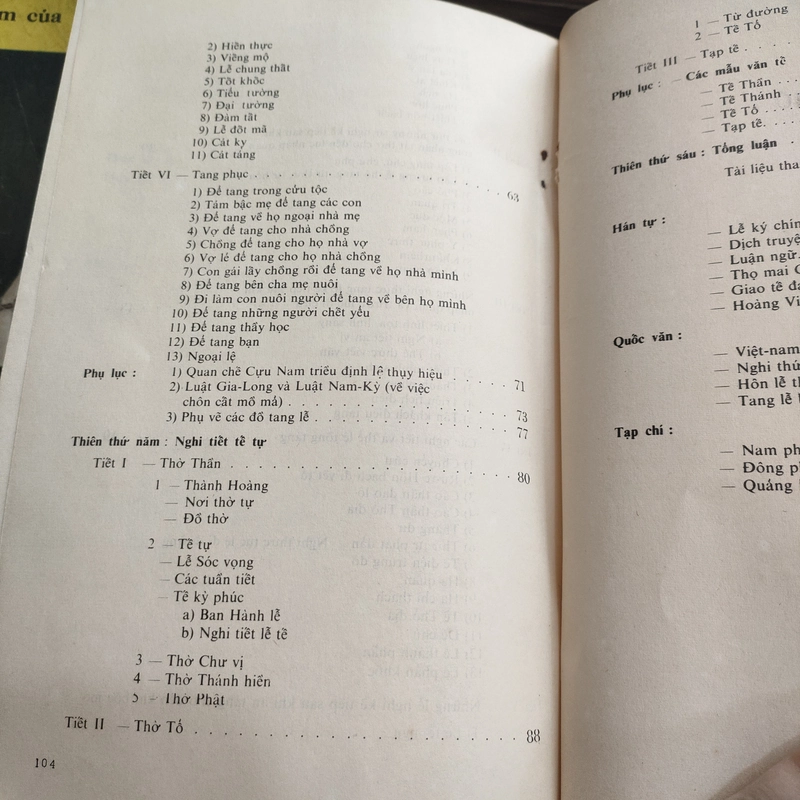 m của
2) Hiền thực
3) Viếng mộ
4) Lễ chung thất
5) Tốt khốc
6) Tiểu tường
7) Đại tường
8) Đàm tất
9) Lễ đốt mã
10) Cát kỵ
11) Cát táng
Tiết VI — Tang phục . . . . . . . . . . . . . . 63
1) Để tang trong cửu tộc
2) Tám bậc mẹ để tang các con
3) Để tang về họ ngoại nhà mẹ
4) Vợ để tang cho nhà chồng
5) Chồng để tang cho họ nhà vợ
6) Vợ lẽ để tang cho họ nhà chồng
7) Con gái lấy chồng rồi để tang về họ nhà mình
8) Để tang bên cha mẹ nuôi
9) Đi làm con nuôi người để tang về bên họ mình
10) Để tang những người chết yểu
11) Để tang thầy học
12) Để tang bạn
13) Ngoại lệ
Phụ lục : 1) Quan chế Cựu Nam triều định lệ thụy hiệu . . . . 71
2) Luật Gia-Long và Luật Nam-Kỳ (về việc
chôn cất mồ mả) . . . . . . . . . . . . 73
3) Phụ vẽ các đồ tang lễ . . . . . . . . . . . 77
Thiên thứ năm : Nghi tiết tế tự
Tiết I — Thờ Thần . . . . . . . . . . . . . . 80
1 — Thành Hoàng
— Nơi thờ tự
— Đồ thờ
2 — Tế tự
— Lễ Sóc vọng
— Các tuần tiết
— Tế kỳ phúc
a) Ban Hành lễ
b) Nghi tiết lễ tế
3 — Thờ Chư vị
4 — Thờ Thánh hiền
5 — Thờ Phật
Tiết II — Thờ Tổ . . . . . . . . . . . . . . 88
104
1 — Từ đường
2 — Tế Tổ
Tiết III — Tạp tế . . . .
Phụ lục : — Các mẫu văn tế
— Tế Thần . . .
— Tế Thánh . . .
— Tế Tổ . . . .
— Tạp tế. . . .
Thiên thứ sáu : Tổng luận .
Tài liệu tha
Hán tự :
— Lễ ký chin
— Dịch truyệ
— Luận ngữ.
— Thọ mai
— Giao tế đạ
— Hoàng Vi
Quốc văn :
— Việt-nam
— Nghi thứ
— Hôn lễ th
— Tang lễ
Tạp chí :
— Nam ph
— Đông p
— Quảng